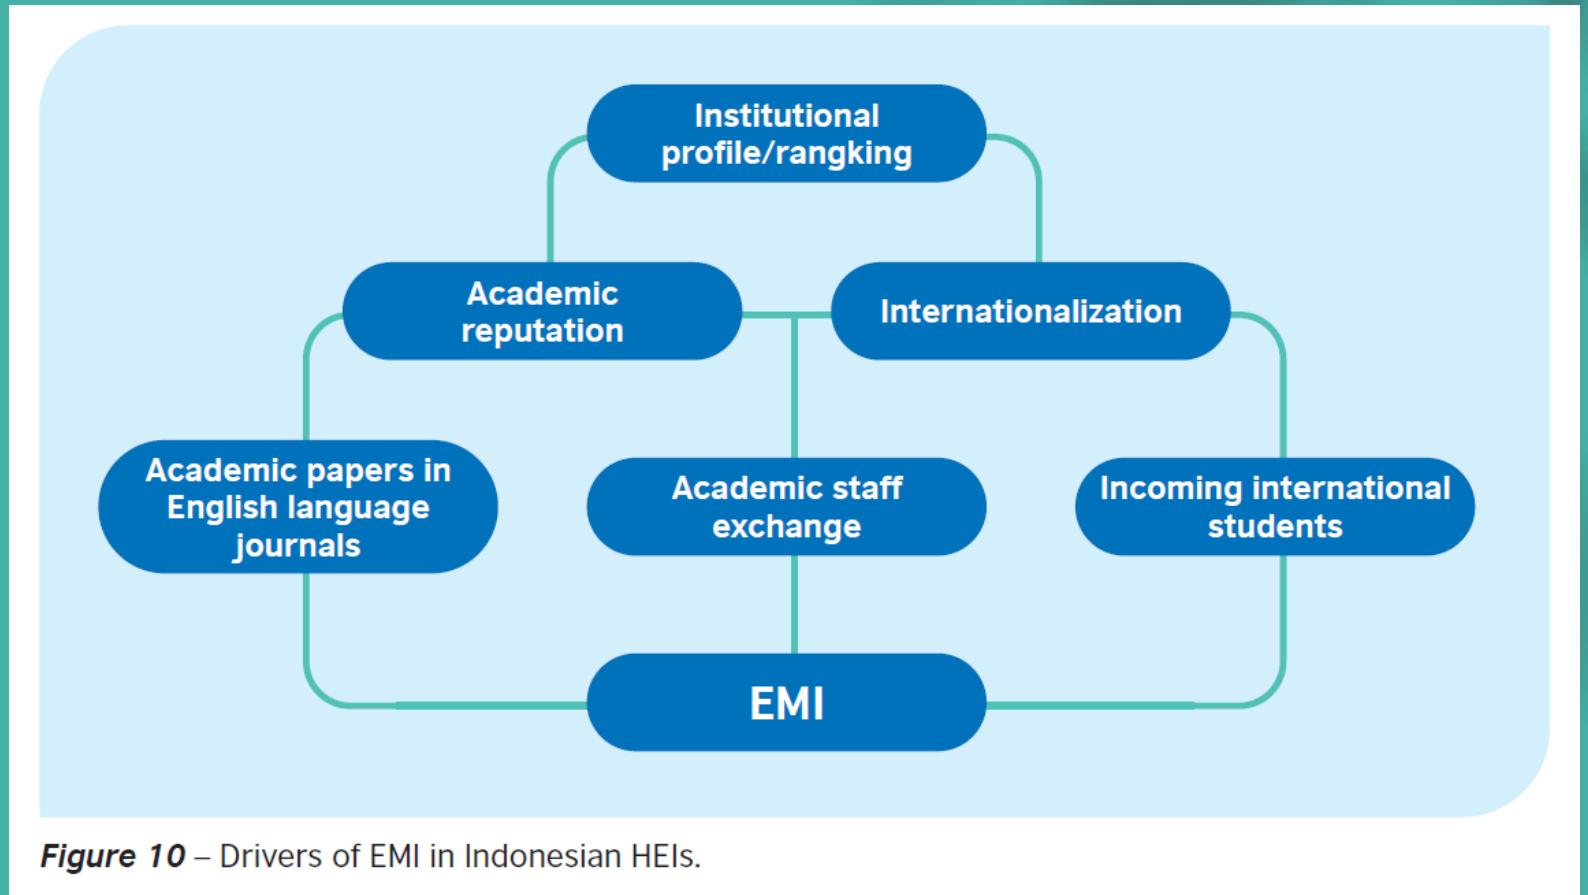 Institutional
profile/rangking
Academic
reputation
Internationalization
Academic papers in
English language
journals
Academic staff
exchange
Incoming international
students
EMI
Figure 10 – Drivers of EMI in Indonesian HEIs.